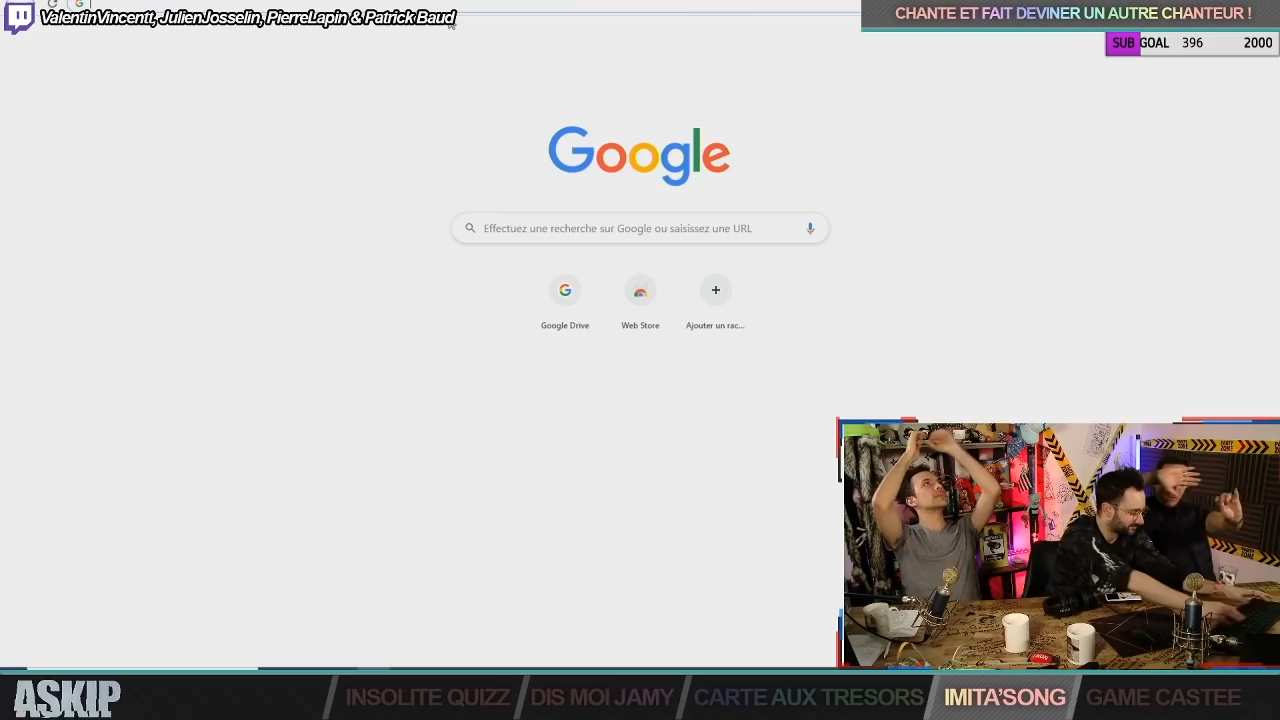 ValentinVincentt, JulienJosselin, PierreLapin & Patrick Baud
CHANTE ET FAIT DEVINER UN AUTRE CHANTEUR !
SUB GOAL 396 2000
Google
Effectuez une recherche sur Google ou saisissez une URL
Google Drive
Web Store
Ajouter un rac...
ASKIP
INSOLITE QUIZZ
DIS MOI JAMY
CARTE AUX TRESORS
IMITA'SONG
GAME CASTEE